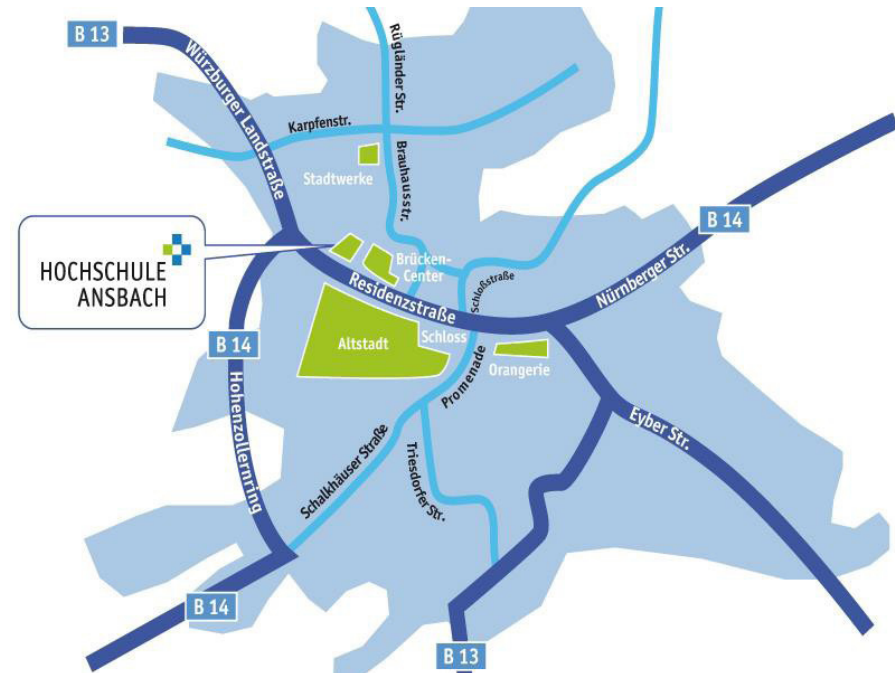 B 13
Würzburger Landstraße
Rügländer Str.
Karpfenstr.
Brauhausstr.
Stadtwerke
HOCHSCHULE
ANSBACH
Brücken-
Center
Residenzstraße
Schloßstraße
Nürnberger Str.
B 14
B 14
Altstadt
Schloss
Orangerie
Promenade
Hohenzollernring
Schalkhäuser Straße
Triesdorfer Str.
Eyber Str.
B 14
B 13